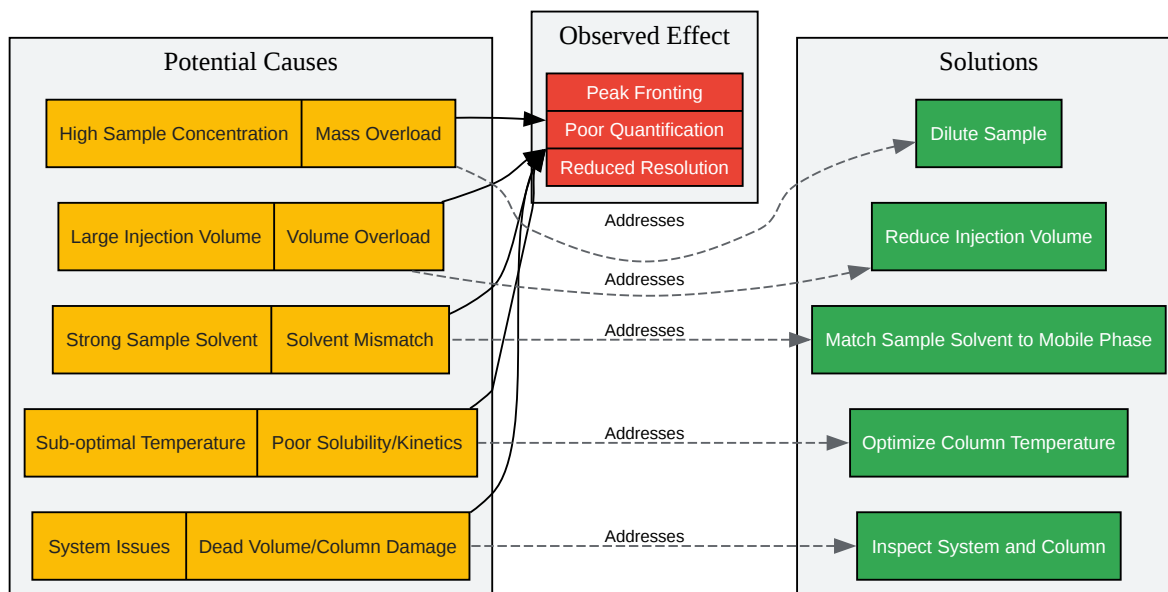 Potential Causes
High Sample Concentration
Mass Overload
Large Injection Volume
Volume Overload
Strong Sample Solvent
Solvent Mismatch
Sub-optimal Temperature
Poor Solubility/Kinetics
System Issues
Dead Volume/Column Damage
Observed Effect
Peak Fronting
Poor Quantification
Reduced Resolution
Addresses
Addresses
Addresses
Addresses
Addresses
Solutions
Dilute Sample
Reduce Injection Volume
Match Sample Solvent to Mobile Phase
Optimize Column Temperature
Inspect System and Column